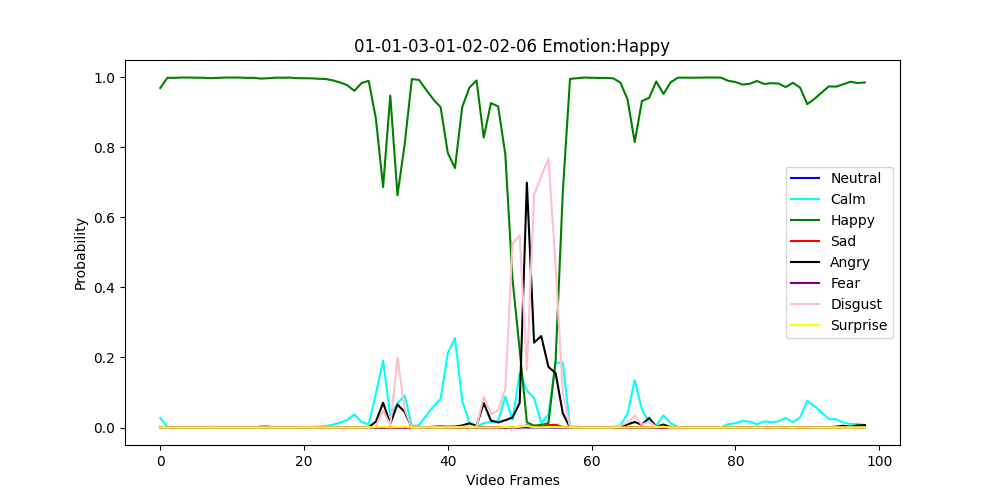 01-01-03-01-02-02-06 Emotion:Happy
Probability
1.0
0.8
0.6
0.4
0.2
0.0
0
20
40
60
80
100
Video Frames
Neutral
Calm
Happy
Sad
Angry
Fear
Disgust
Surprise